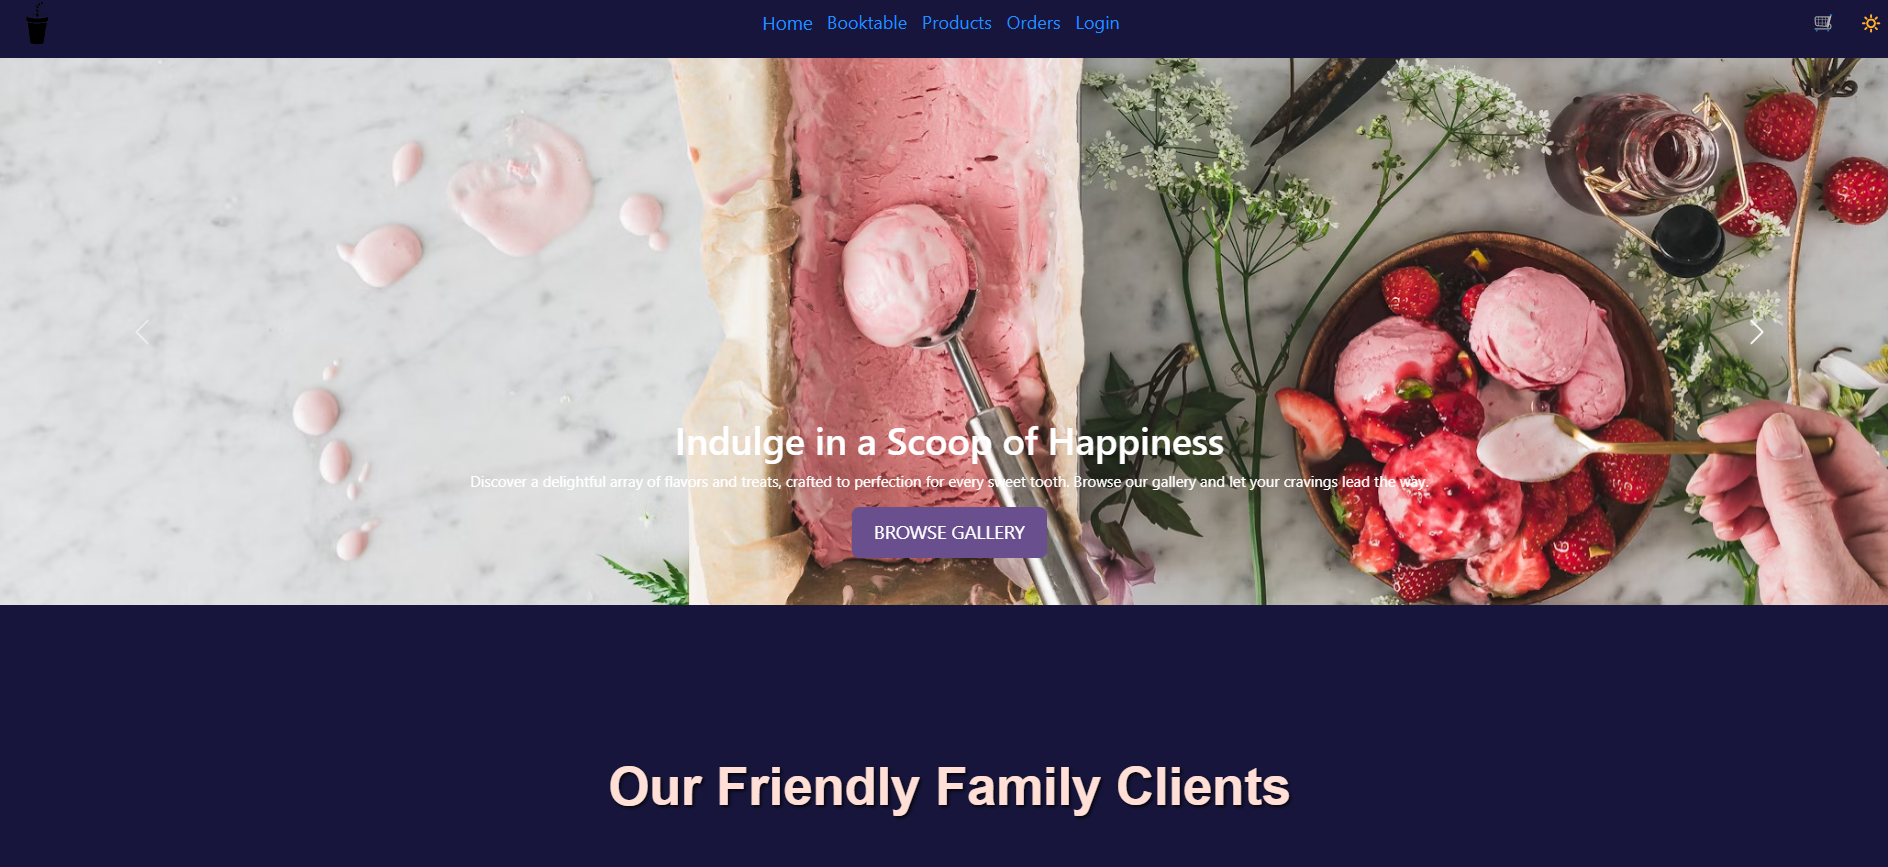 Home Booktable Products Orders Login
Indulge in a Scoop of Happiness
Discover a delightful array of flavors and treats, crafted to perfection for every sweet tooth. Browse our gallery and let your cravings lead the way.
BROWSE GALLERY
Our Friendly Family Clients